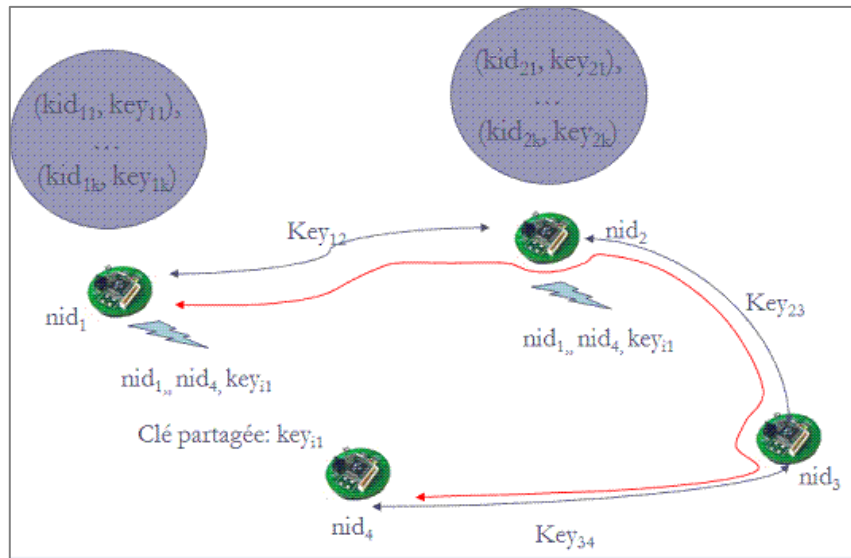 (kid₁₁, key₁₁),
...
(kid₁ₖ, key₁ₖ)
(kid₂₁, key₂₁),
...
(kid₂ₖ, key₂ₖ)
Key₁₂
nid₂
nid₁
Key₂₃
nid₁,, nid₄, keyᵢ₁
nid₁,, nid₄, keyᵢ₁
Clé partagée: keyᵢ₁
nid₃
nid₄
Key₃₄